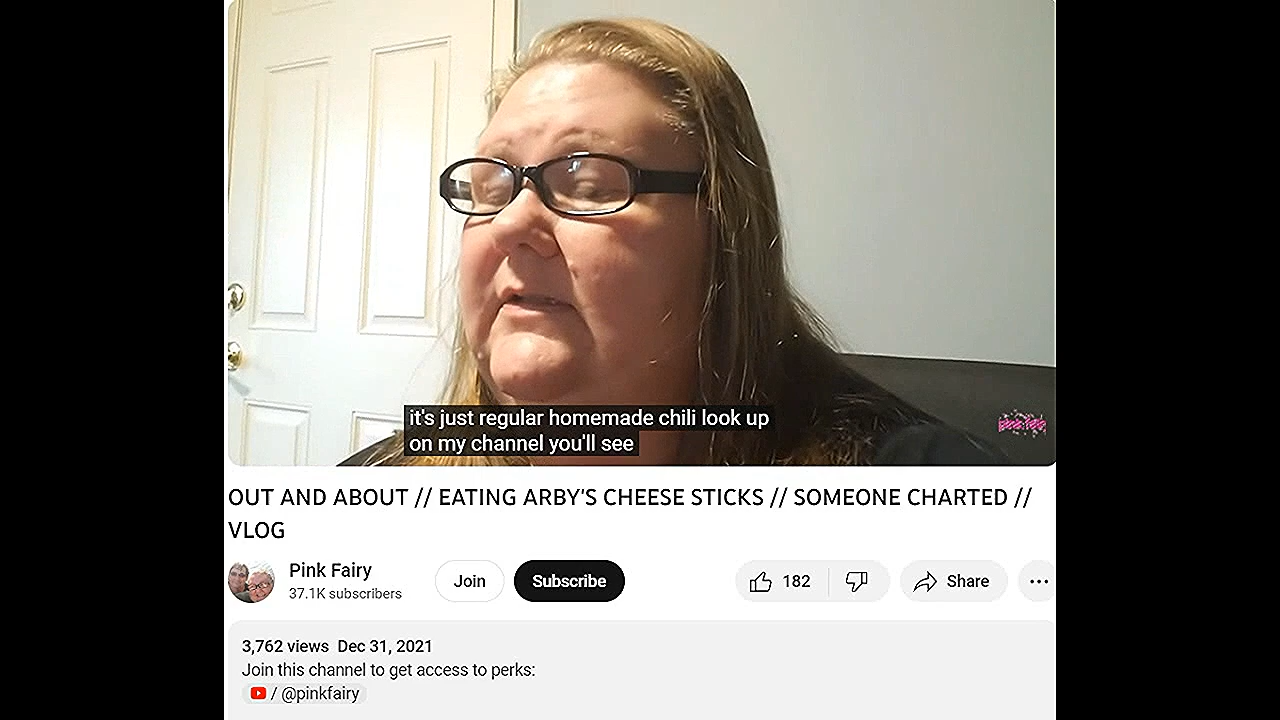 it's just regular homemade chili look up
on my channel you'll see
pink fairy
OUT AND ABOUT // EATING ARBY'S CHEESE STICKS // SOMEONE CHARTED //
VLOG
Pink Fairy
37.1K subscribers
Join
Subscribe
182
Share
3,762 views Dec 31, 2021
Join this channel to get access to perks:
/ @pinkfairy